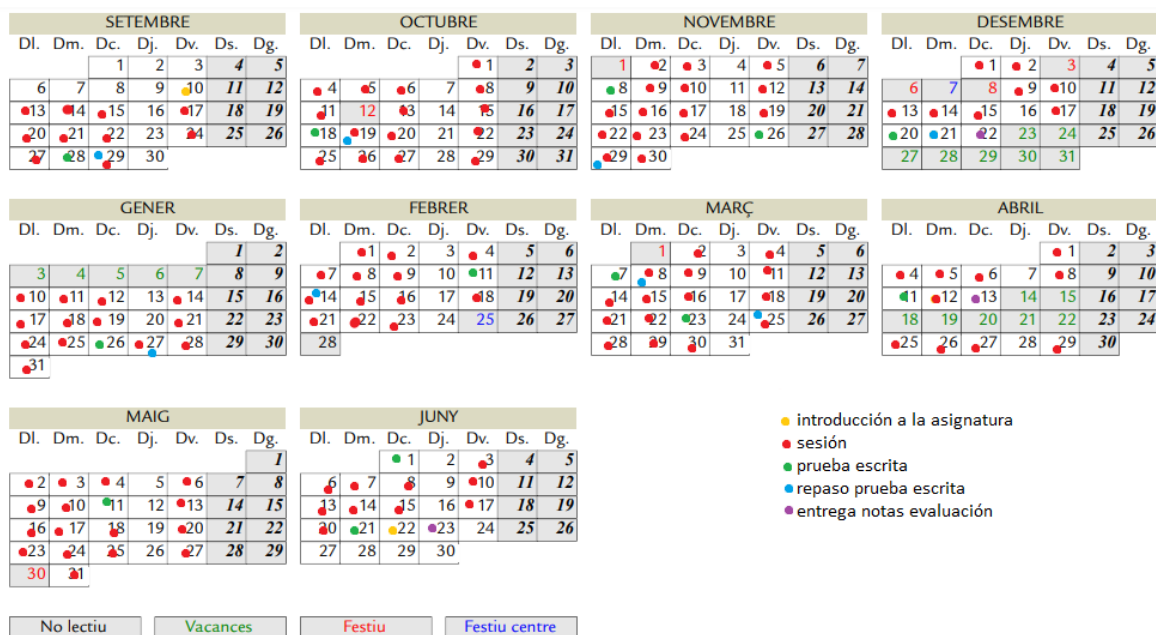 SETEMBRE OCTUBRE NOVEMBRE DESEMBRE
Dl. Dm. Dc. Dj. Dv. Ds. Dg. Dl. Dm. Dc. Dj. Dv. Ds. Dg. Dl. Dm. Dc. Dj. Dv. Ds. Dg. Dl. Dm. Dc. Dj. Dv. Ds. Dg.
1 2 3 4 5 1 2 3 1 2 3 4 5 6 7 1 2 3 4 5
6 7 8 9 10 11 12 4 5 6 7 8 9 10 8 9 10 11 12 13 14 6 7 8 9 10 11 12
13 14 15 16 17 18 19 11 12 13 14 15 16 17 15 16 17 18 19 20 21 13 14 15 16 17 18 19
20 21 22 23 24 25 26 18 19 20 21 22 23 24 22 23 24 25 26 27 28 20 21 22 23 24 25 26
27 28 29 30 25 26 27 28 29 30 31 29 30 27 28 29 30 31
GENER FEBRER MARÇ ABRIL
Dl. Dm. Dc. Dj. Dv. Ds. Dg. Dl. Dm. Dc. Dj. Dv. Ds. Dg. Dl. Dm. Dc. Dj. Dv. Ds. Dg. Dl. Dm. Dc. Dj. Dv. Ds. Dg.
1 2 1 2 3 4 5 6 1 2 3 4 5 6 1 2 3
3 4 5 6 7 8 9 7 8 9 10 11 12 13 7 8 9 10 11 12 13 4 5 6 7 8 9 10
10 11 12 13 14 15 16 14 15 16 17 18 19 20 14 15 16 17 18 19 20 11 12 13 14 15 16 17
17 18 19 20 21 22 23 21 22 23 24 25 26 27 21 22 23 24 25 26 27 18 19 20 21 22 23 24
24 25 26 27 28 29 30 28 28 29 30 31 25 26 27 28 29 30
31
MAIG JUNY
Dl. Dm. Dc. Dj. Dv. Ds. Dg. Dl. Dm. Dc. Dj. Dv. Ds. Dg.
1 1 2 3 4 5
2 3 4 5 6 7 8 6 7 8 9 10 11 12
9 10 11 12 13 14 15 13 14 15 16 17 18 19
16 17 18 19 20 21 22 20 21 22 23 24 25 26
23 24 25 26 27 28 29 27 28 29 30
30 31
introducción a la asignatura
sesión
prueba escrita
repaso prueba escrita
entrega notas evaluación
No lectiu Vacances Festiu Festiu centre